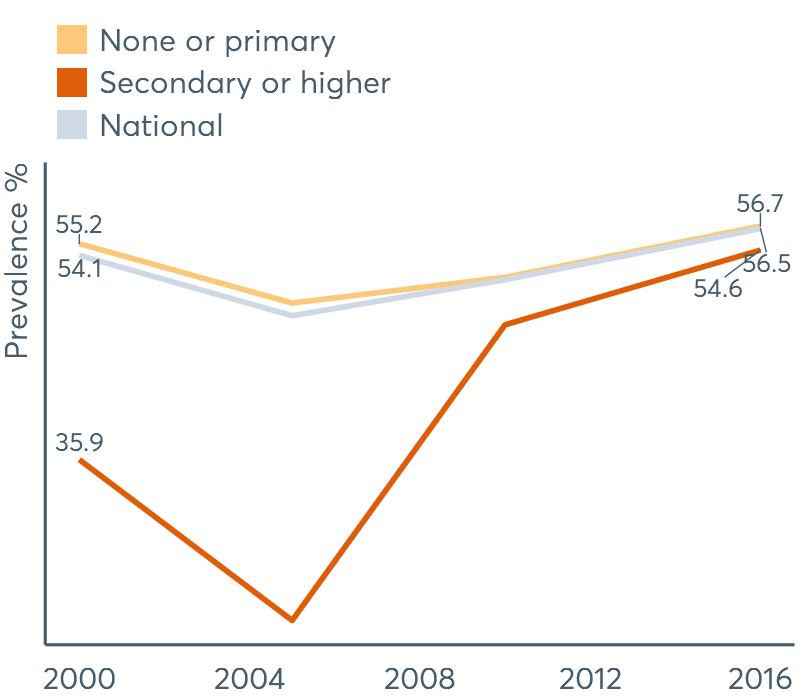 None or primary
Secondary or higher
National
Prevalence %
55.2
54.1
35.9
56.7
56.5
54.6
2000 2004 2008 2012 2016